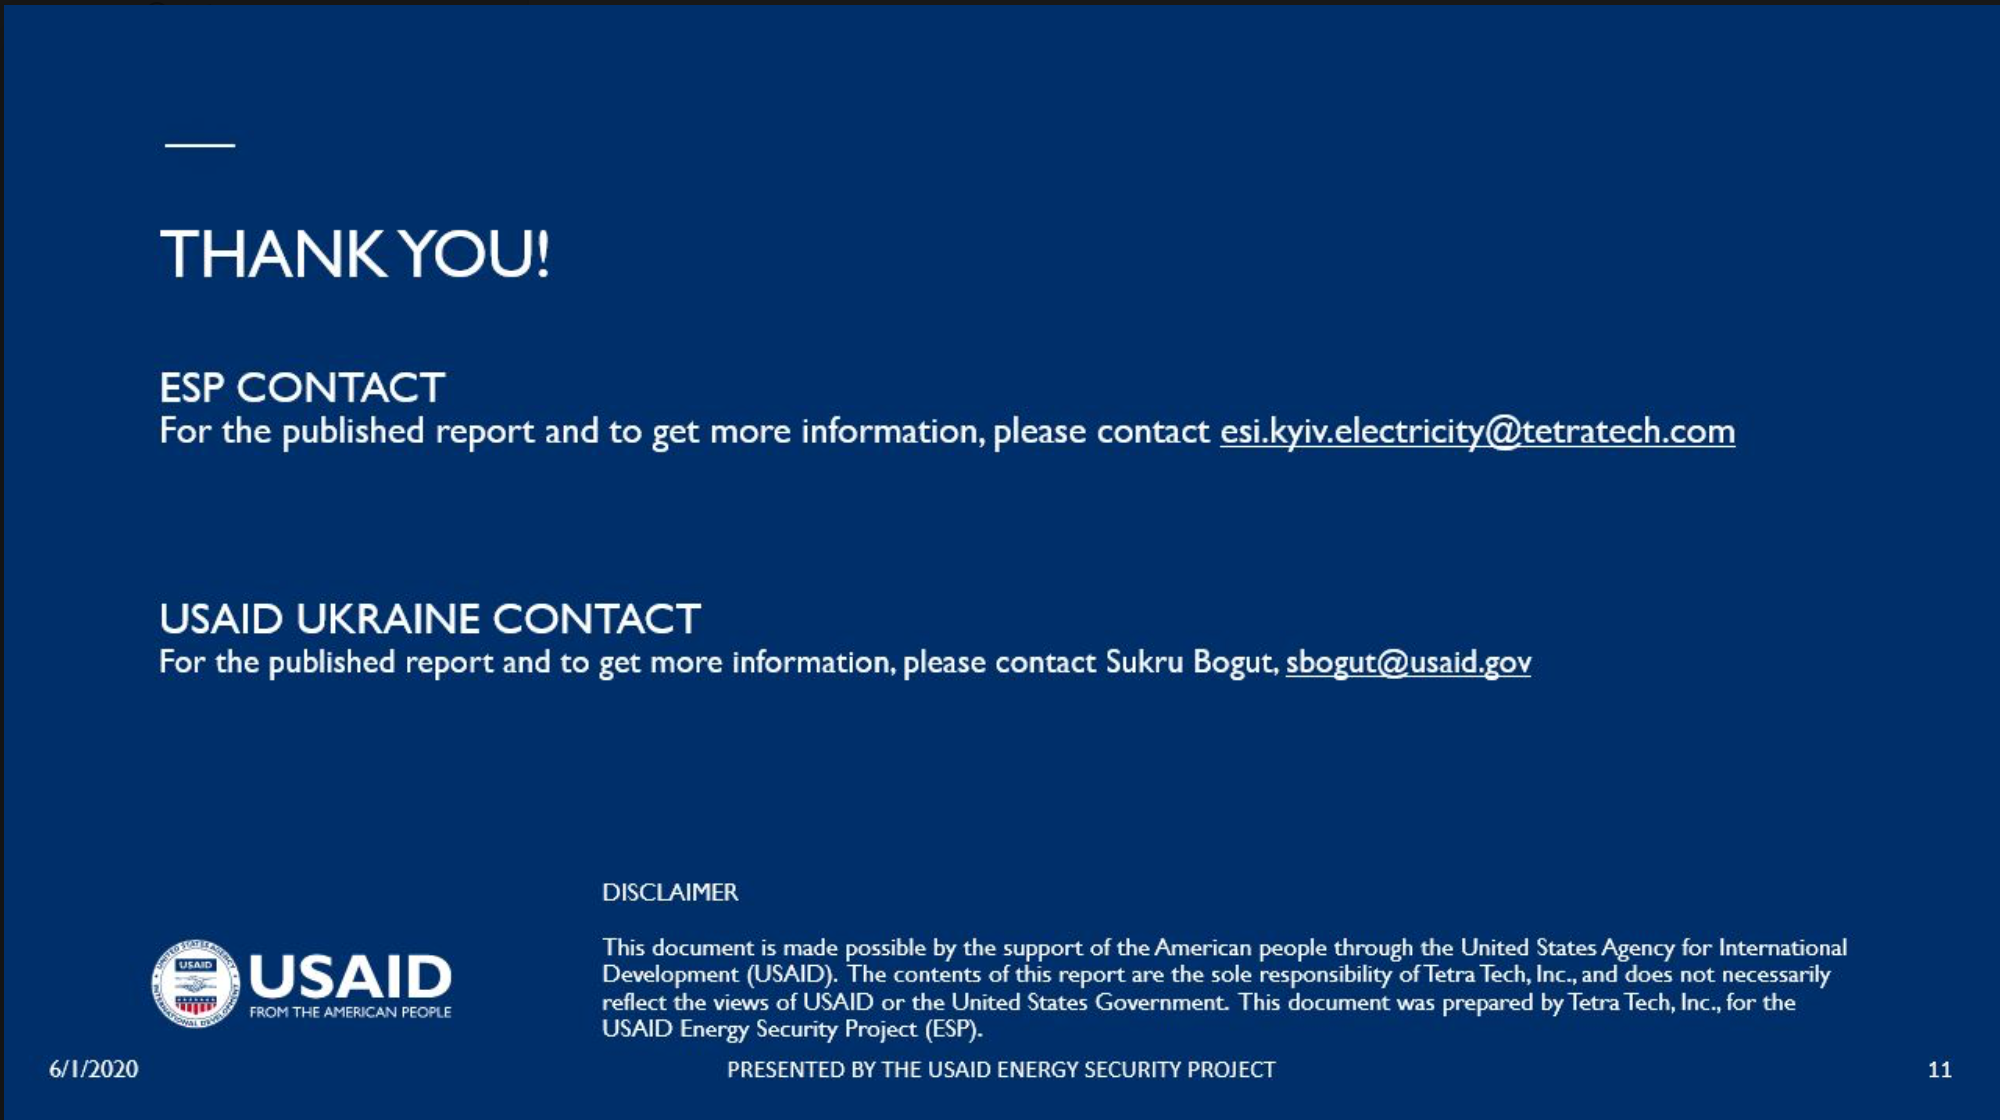 THANK YOU!
ESP CONTACT
For the published report and to get more information, please contact esi.kyiv.electricity@tetratech.com
USAID UKRAINE CONTACT
For the published report and to get more information, please contact Sukru Bogut, sbogut@usaid.gov
DISCLAIMER
This document is made possible by the support of the American people through the United States Agency for International
Development (USAID). The contents of this report are the sole responsibility of Tetra Tech, Inc., and does not necessarily
reflect the views of USAID or the United States Government. This document was prepared by Tetra Tech, Inc., for the
USAID Energy Security Project (ESP).
UNITED STATES AGENCY
INTERNATIONAL DEVELOPMENT
USAID
USAID
FROM THE AMERICAN PEOPLE
6/1/2020
PRESENTED BY THE USAID ENERGY SECURITY PROJECT
11